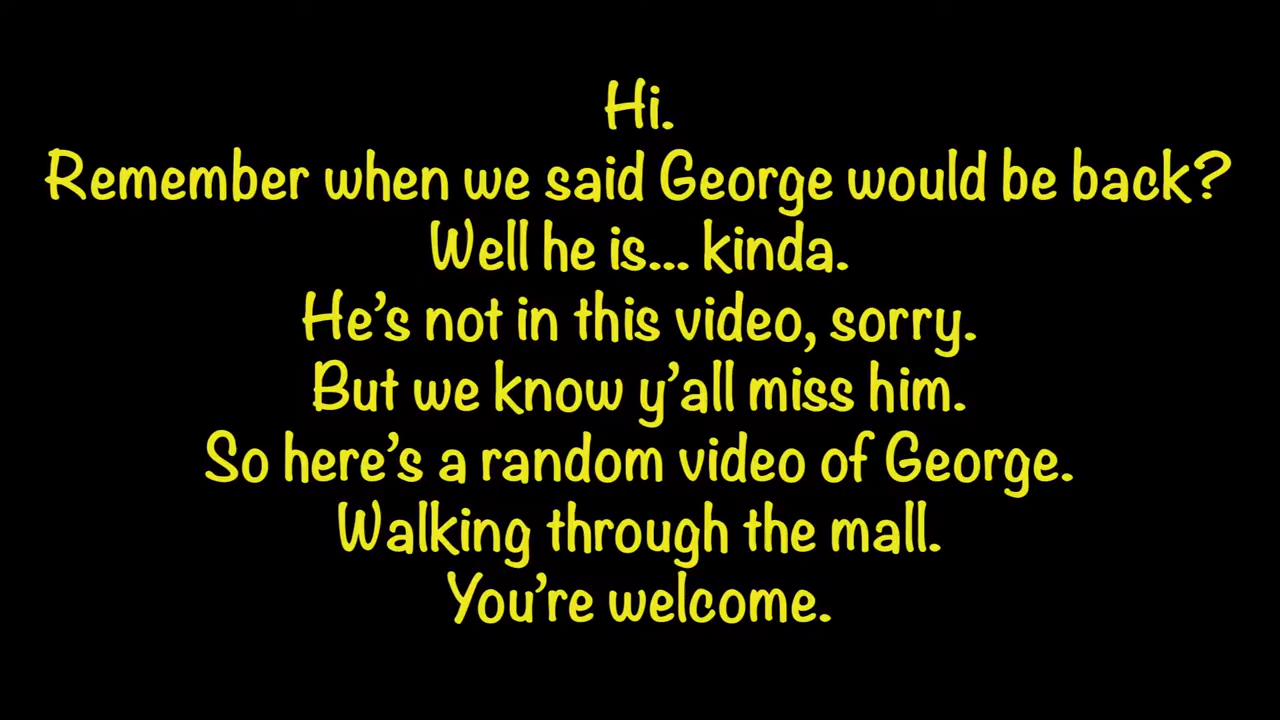 Hi.
Remember when we said George would be back?
Well he is... kinda.
He's not in this video, sorry.
But we know y'all miss him.
So here's a random video of George.
Walking through the mall.
You're welcome.